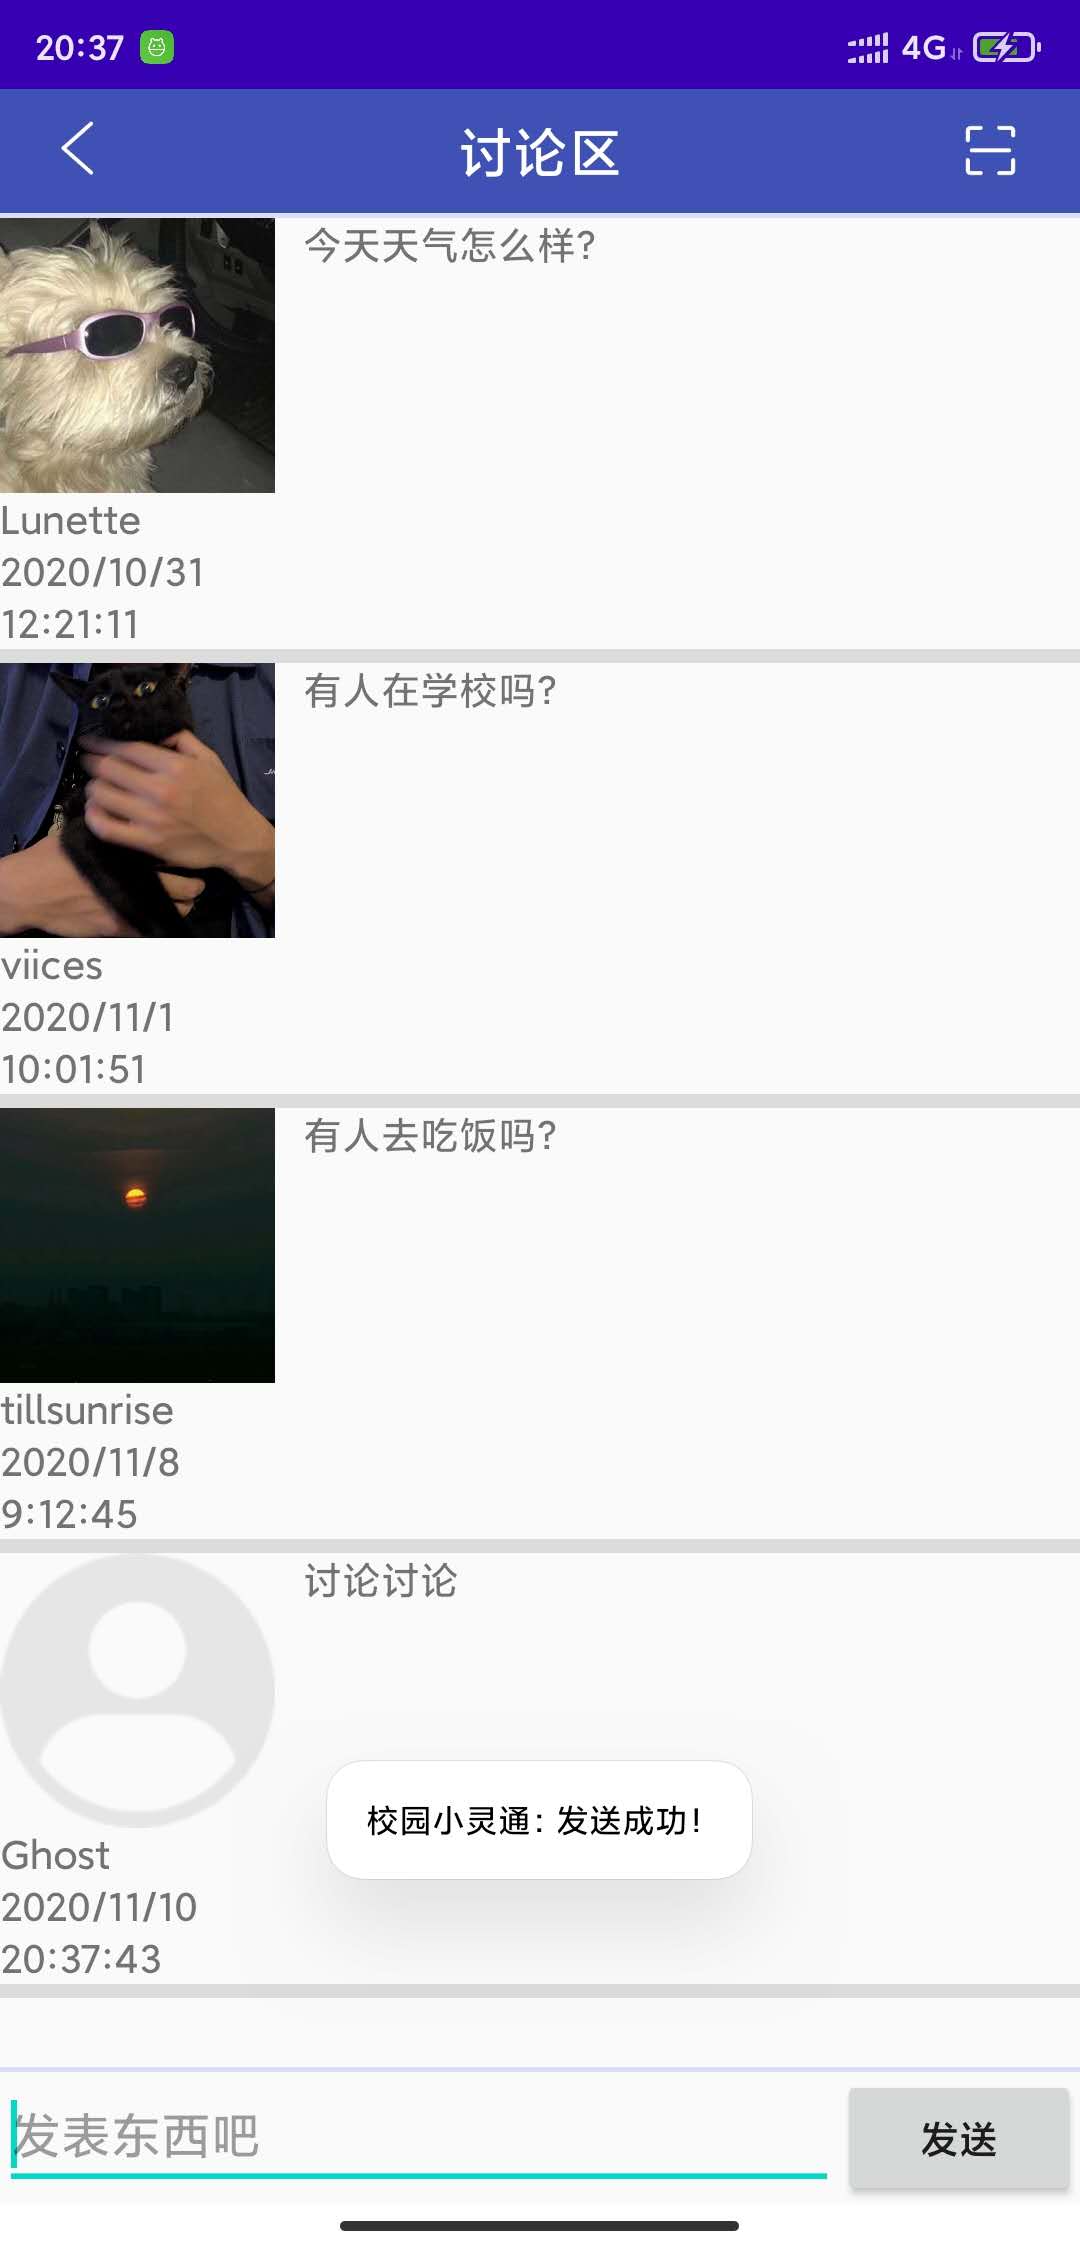 20:37
4G
讨论区
今天天气怎么样?
Lunette
2020/10/31
12:21:11
有人在学校吗?
viices
2020/11/1
10:01:51
有人去吃饭吗?
tillsunrise
2020/11/8
9:12:45
讨论讨论
校园小灵通: 发送成功!
Ghost
2020/11/10
20:37:43
发表东西吧
发送